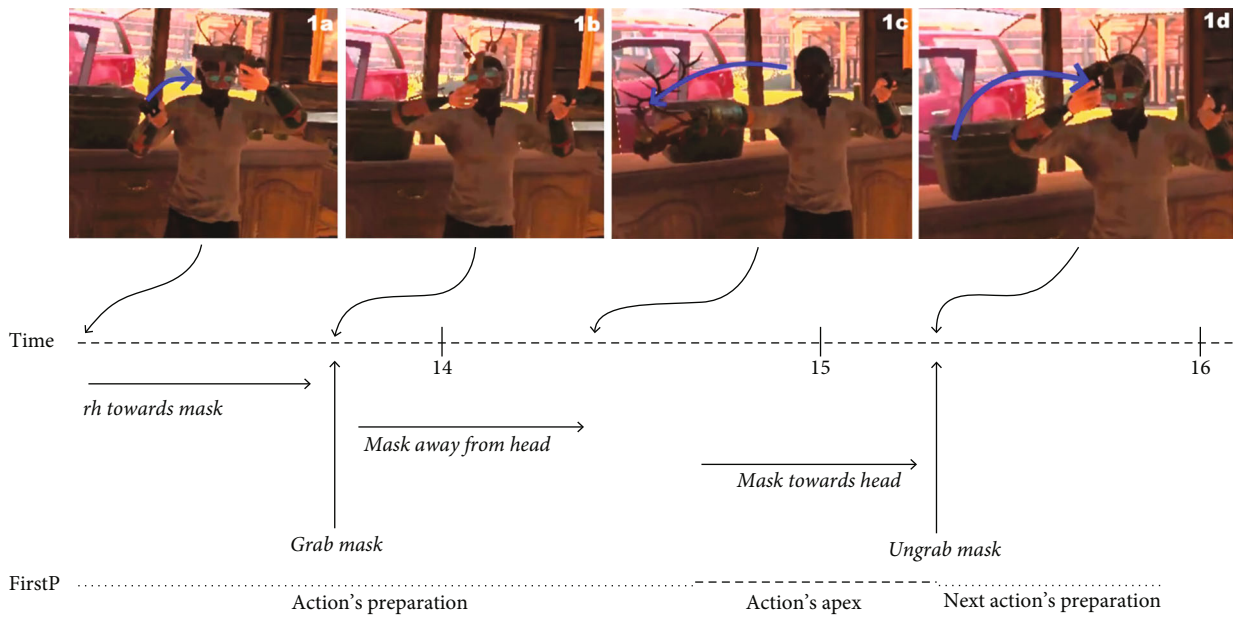 1a
1b
1c
1d
Time
14
15
16
rh towards mask
Mask away from head
Mask towards head
Grab mask
Ungrab mask
FirstP
Action's preparation
Action's apex
Next action's preparation